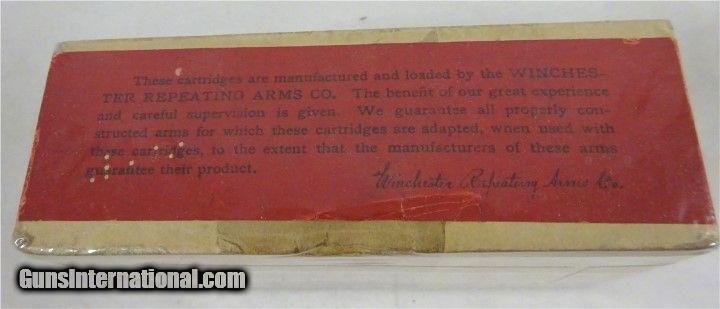 These cartridges are manufactured and loaded by the WINCHES-
TER REPEATING ARMS CO. The benefit of our great experience
and careful supervision is given. We guarantee all properly con-
structed arms for which these cartridges are adapted, when used with
these cartridges, to the extent that the manufacturers of these arms
guarantee their product.
Winchester Repeating Arms Co.
GunsInternational.com